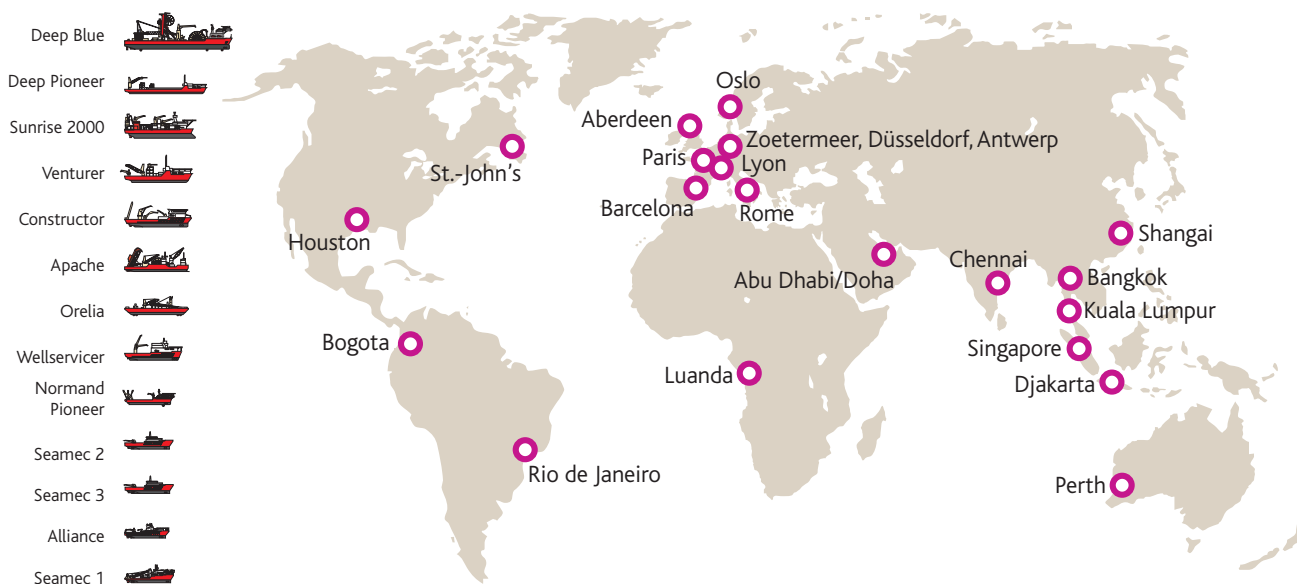 Deep Blue
Deep Pioneer
Sunrise 2000
Venturer
Constructor
Apache
Orelia
Wellservicer
Normand
Pioneer
Seamec 2
Seamec 3
Alliance
Seamec 1
Oslo
Aberdeen
Zoetermeer, Düsseldorf, Antwerp
Paris
Lyon
St.-John’s
Barcelona
Rome
Houston
Shangai
Abu Dhabi/Doha
Chennai
Bangkok
Kuala Lumpur
Bogota
Singapore
Luanda
Djakarta
Rio de Janeiro
Perth